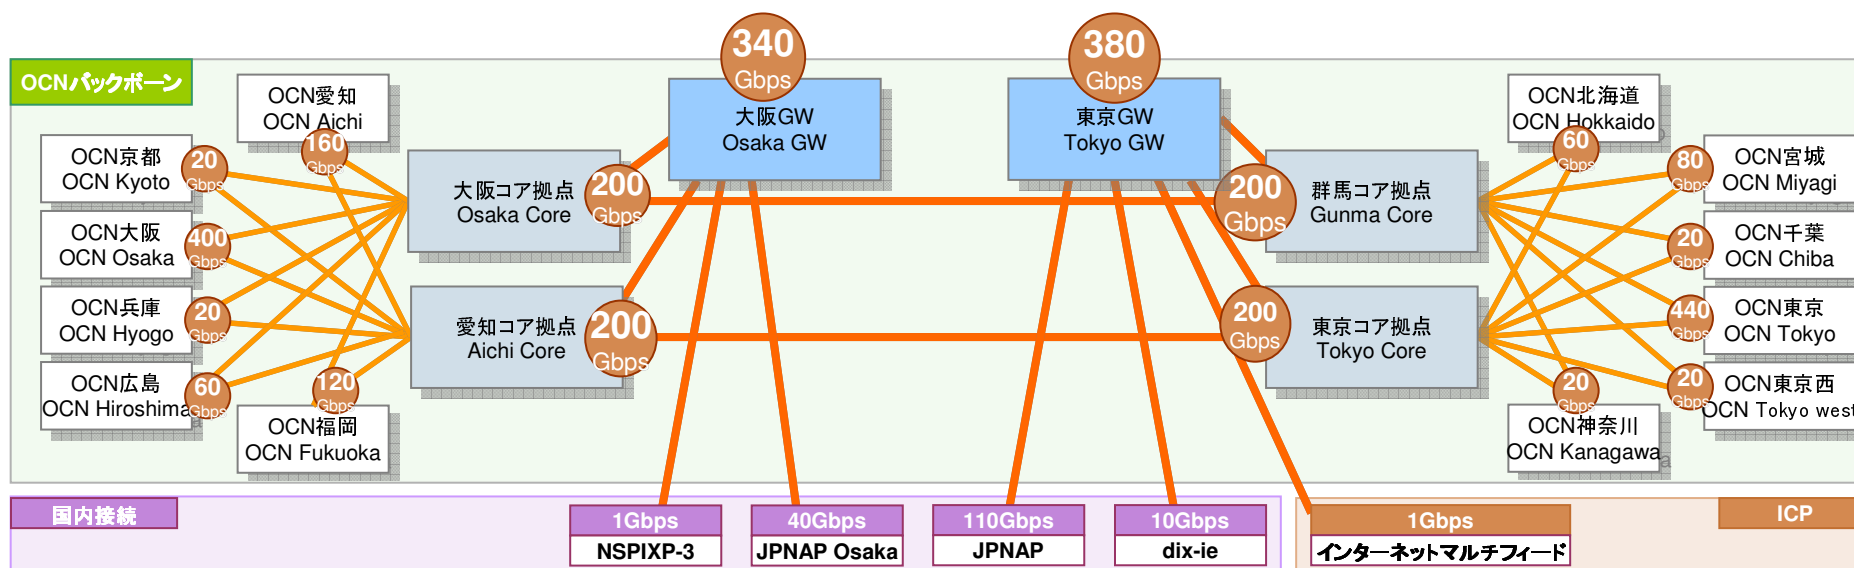 340
Gbps
380
Gbps
OCNバックボーン
OCN愛知
OCN Aichi
160
Gbps
大阪GW
Osaka GW
東京GW
Tokyo GW
OCN北海道
OCN Hokkaido
60
Gbps
OCN京都
OCN Kyoto
20
Gbps
大阪コア拠点
Osaka Core
200
Gbps
200
Gbps
群馬コア拠点
Gunma Core
80
Gbps
OCN宮城
OCN Miyagi
OCN大阪
OCN Osaka
400
Gbps
20
Gbps
OCN千葉
OCN Chiba
OCN兵庫
OCN Hyogo
20
Gbps
愛知コア拠点
Aichi Core
200
Gbps
200
Gbps
東京コア拠点
Tokyo Core
440
Gbps
OCN東京
OCN Tokyo
OCN広島
OCN Hiroshima
60
Gbps
120
Gbps
OCN福岡
OCN Fukuoka
20
Gbps
OCN神奈川
OCN Kanagawa
20
Gbps
OCN東京西
OCN Tokyo west
国内接続
1Gbps
NSPIXP-3
40Gbps
JPNAP Osaka
110Gbps
JPNAP
10Gbps
dix-ie
1Gbps
インターネットマルチフィード
ICP